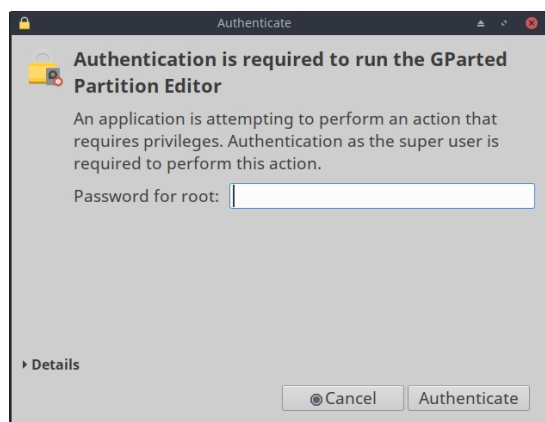 Authenticate
Authentication is required to run the GParted
Partition Editor
An application is attempting to perform an action that
requires privileges. Authentication as the super user is
required to perform this action.
Password for root:
Details
Cancel
Authenticate